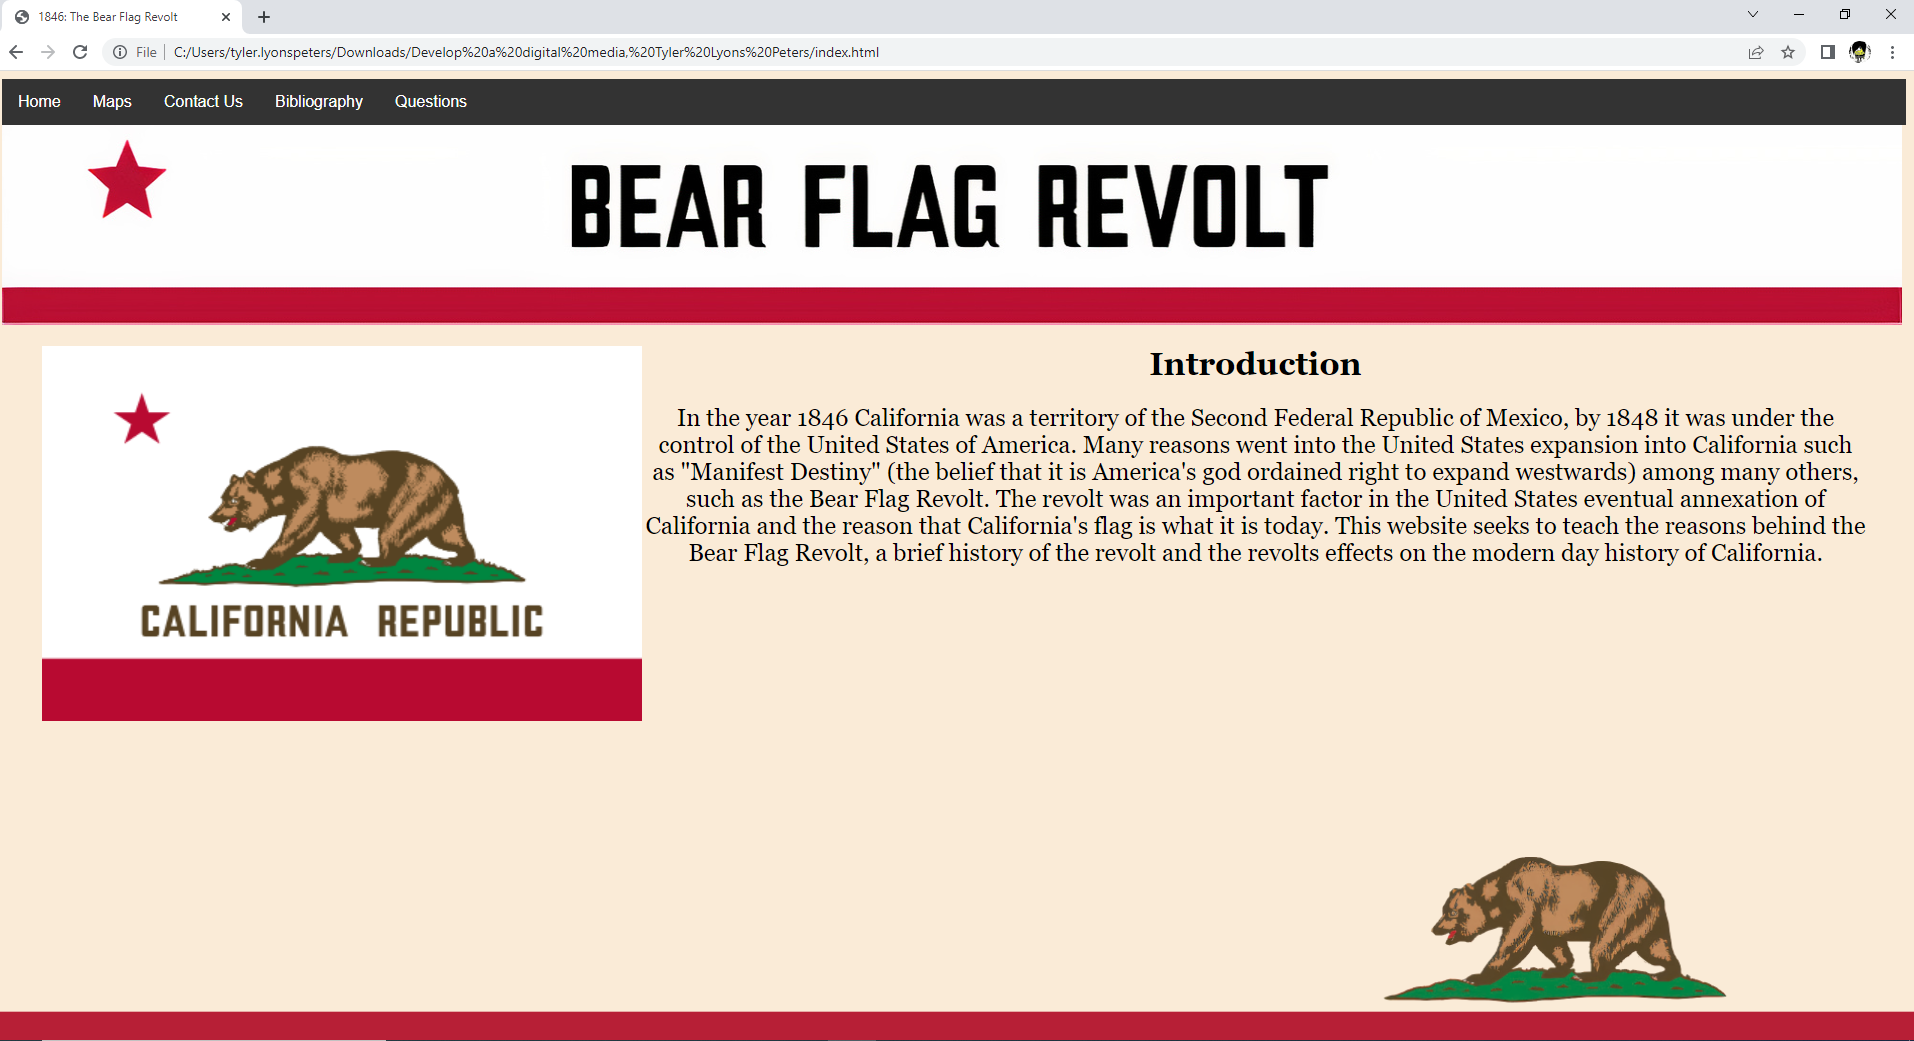 1846: The Bear Flag Revolt
File C:/Users/tyler.lyonspeters/Downloads/Develop%20a%20digital%20media,%20Tyler%20Lyons%20Peters/index.html
Home Maps Contact Us Bibliography Questions
BEAR FLAG REVOLT
CALIFORNIA REPUBLIC
Introduction
In the year 1846 California was a territory of the Second Federal Republic of Mexico, by 1848 it was under the
control of the United States of America. Many reasons went into the United States expansion into California such
as "Manifest Destiny" (the belief that it is America's god ordained right to expand westwards) among many others,
such as the Bear Flag Revolt. The revolt was an important factor in the United States eventual annexation of
California and the reason that California's flag is what it is today. This website seeks to teach the reasons behind the
Bear Flag Revolt, a brief history of the revolt and the revolts effects on the modern day history of California.